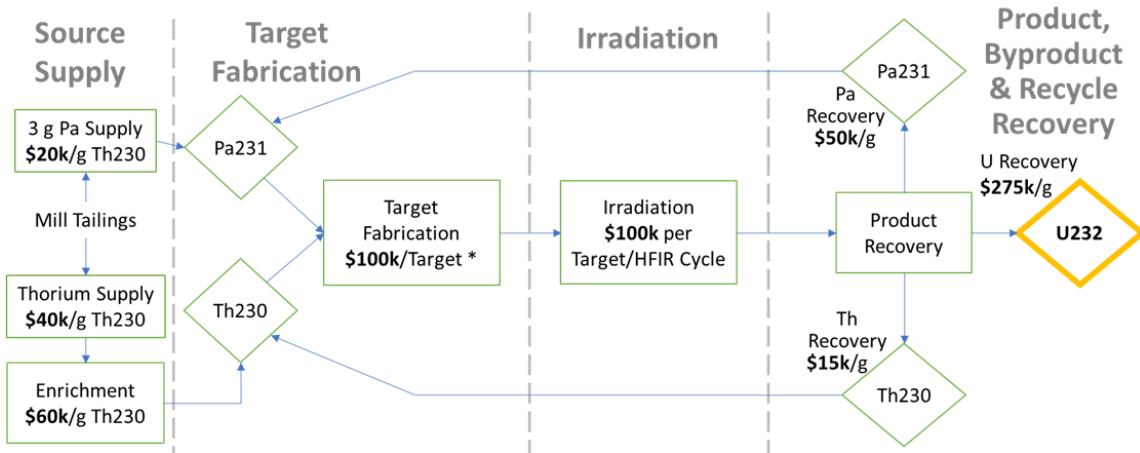 Source
Supply
Target
Fabrication
Irradiation
Product,
Byproduct
& Recycle
Recovery
3 g Pa Supply
$20k/g Th230
Mill Tailings
Thorium Supply
$40k/g Th230
Enrichment
$60k/g Th230
Pa231
Th230
Target
Fabrication
$100k/Target *
Irradiation
$100k per
Target/HFIR Cycle
Pa231
Pa
Recovery
$50k/g
Product
Recovery
U Recovery
$275k/g
U232
Th
Recovery
$15k/g
Th230